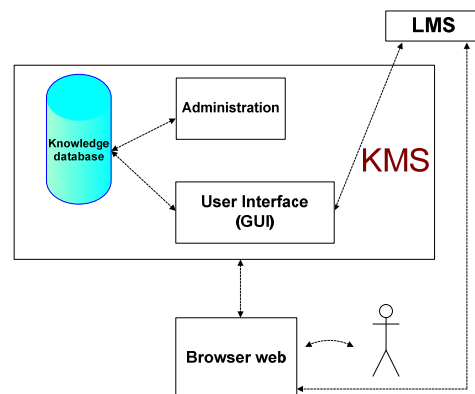 LMS
Administration
Knowledge
database
KMS
User Interface
(GUI)
Browser web